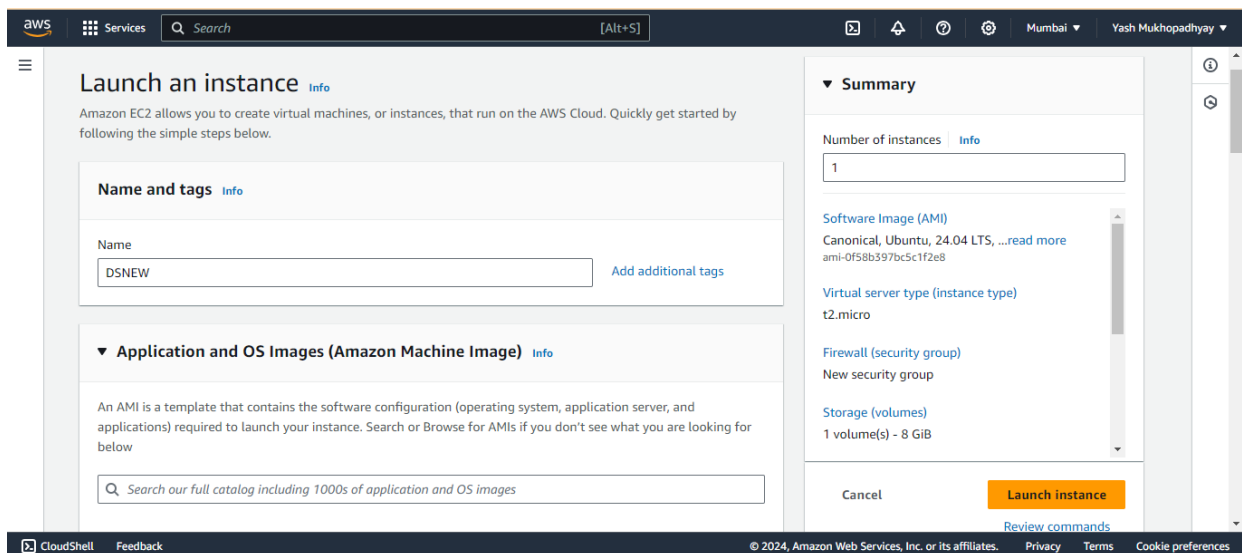 aws
Services
Search
[Alt+S]
Mumbai
Yash Mukhopadhyay
Launch an instance Info
Amazon EC2 allows you to create virtual machines, or instances, that run on the AWS Cloud. Quickly get started by
following the simple steps below.
Name and tags Info
Name
DSNEW
Add additional tags
Application and OS Images (Amazon Machine Image) Info
An AMI is a template that contains the software configuration (operating system, application server, and
applications) required to launch your instance. Search or Browse for AMIs if you don't see what you are looking for
below
Search our full catalog including 1000s of application and OS images
Summary
Number of instances Info
1
Software Image (AMI)
Canonical, Ubuntu, 24.04 LTS, ...read more
ami-0f58b397bc5c1f2e8
Virtual server type (instance type)
t2.micro
Firewall (security group)
New security group
Storage (volumes)
1 volume(s) - 8 GiB
Cancel
Launch instance
Review commands
CloudShell
Feedback
© 2024, Amazon Web Services, Inc. or its affiliates.
Privacy
Terms
Cookie preferences